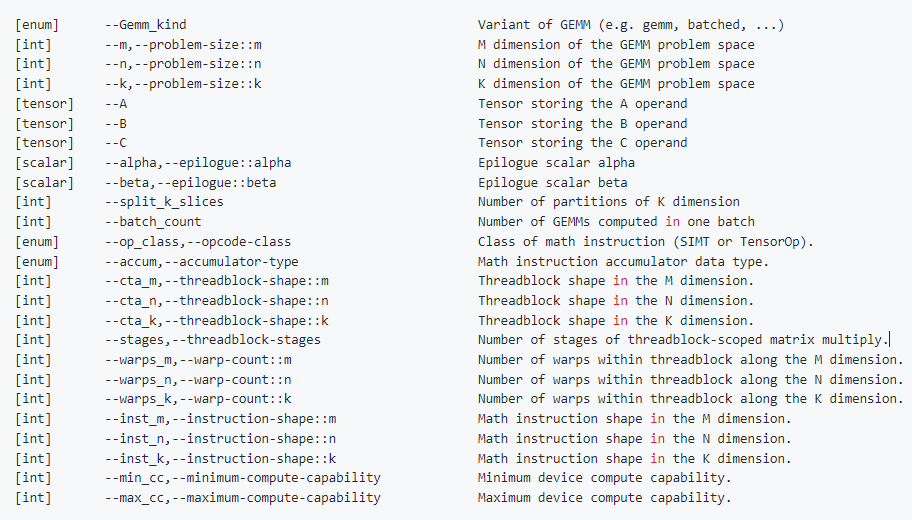 [enum] --Gemm_kind Variant of GEMM (e.g. gemm, batched, ...)
[int] --m,--problem-size::m M dimension of the GEMM problem space
[int] --n,--problem-size::n N dimension of the GEMM problem space
[int] --k,--problem-size::k K dimension of the GEMM problem space
[tensor] --A Tensor storing the A operand
[tensor] --B Tensor storing the B operand
[tensor] --C Tensor storing the C operand
[scalar] --alpha,--epilogue::alpha Epilogue scalar alpha
[scalar] --beta,--epilogue::beta Epilogue scalar beta
[int] --split_k_slices Number of partitions of K dimension
[int] --batch_count Number of GEMMs computed in one batch
[enum] --op_class,--opcode-class Class of math instruction (SIMT or TensorOp).
[enum] --accum,--accumulator-type Math instruction accumulator data type.
[int] --cta_m,--threadblock-shape::m Threadblock shape in the M dimension.
[int] --cta_n,--threadblock-shape::n Threadblock shape in the N dimension.
[int] --cta_k,--threadblock-shape::k Threadblock shape in the K dimension.
[int] --stages,--threadblock-stages Number of stages of threadblock-scoped matrix multiply.
[int] --warps_m,--warp-count::m Number of warps within threadblock along the M dimension.
[int] --warps_n,--warp-count::n Number of warps within threadblock along the N dimension.
[int] --warps_k,--warp-count::k Number of warps within threadblock along the K dimension.
[int] --inst_m,--instruction-shape::m Math instruction shape in the M dimension.
[int] --inst_n,--instruction-shape::n Math instruction shape in the N dimension.
[int] --inst_k,--instruction-shape::k Math instruction shape in the K dimension.
[int] --min_cc,--minimum-compute-capability Minimum device compute capability.
[int] --max_cc,--maximum-compute-capability Maximum device compute capability.